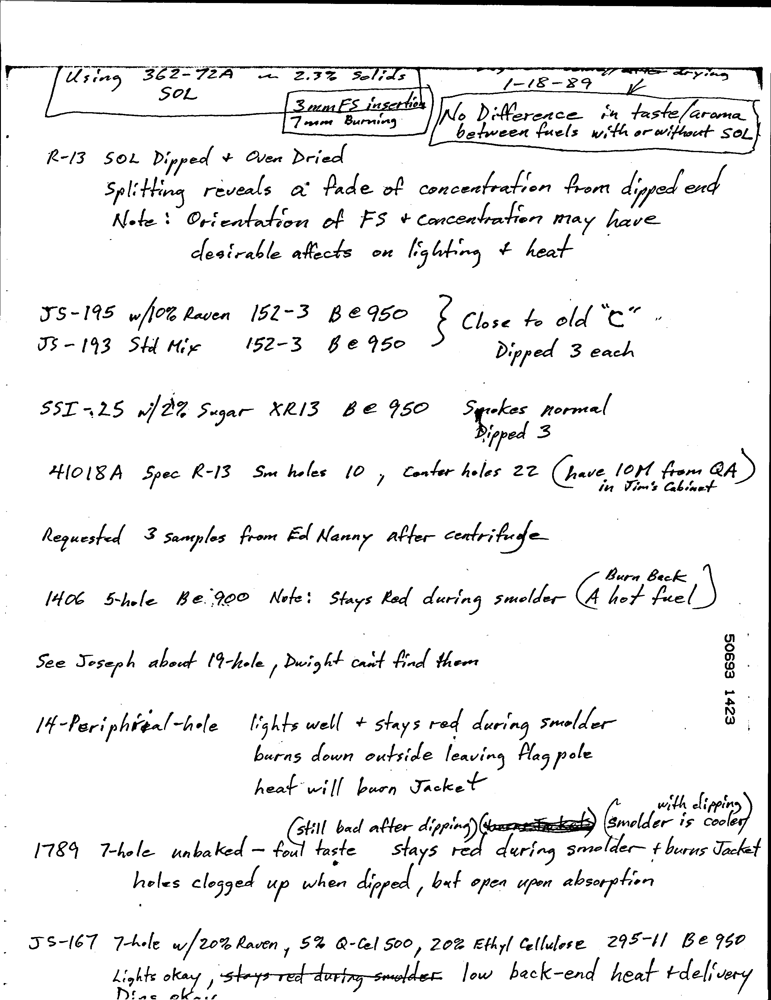 Using 362-72A ~ 2.3% Solids
SOL
drying
1-18-89
3mm FS insertion
7mm Burning
No Difference in taste/aroma
between fuels with or without SOL
R-13 SOL Dipped + Oven Dried
Splitting reveals a fade of concentration from dipped end
Note: Orientation of FS + concentration may have
desirable affects on lighting + heat
JS-195 w/10% Raven 152-3 B@950
JS-193 Std Mix 152-3 B@950
Close to old "C"
Dipped 3 each
SSI-25 w/2% Sugar XR13 B@950 Smokes normal
Dipped 3
41018A Spec R-13 Sm holes 10, Center holes 22 (have 10M from QA)
in Jim's Cabinet
Requested 3 samples from Ed Nanny after centrifuge
1406 5-hole B@900 Note: Stays Red during smolder (Burn Back
A hot fuel)
See Joseph about 19-hole, Dwight can't find them
50693 1423
14-Periphreal-hole lights well + stays red during smolder
burns down outside leaving flagpole
heat will burn Jacket
(still bad after dipping) (with dipping)
(smolder is cooler)
1789 7-hole unbaked - foul taste stays red during smolder + burns Jacket
holes clogged up when dipped, but open upon absorption
JS-167 7-hole w/20% Raven, 5% Q-Cel 500, 20% Ethyl Cellulose 295-11 B@950
Lights okay, stays red during smolder low back-end heat + delivery